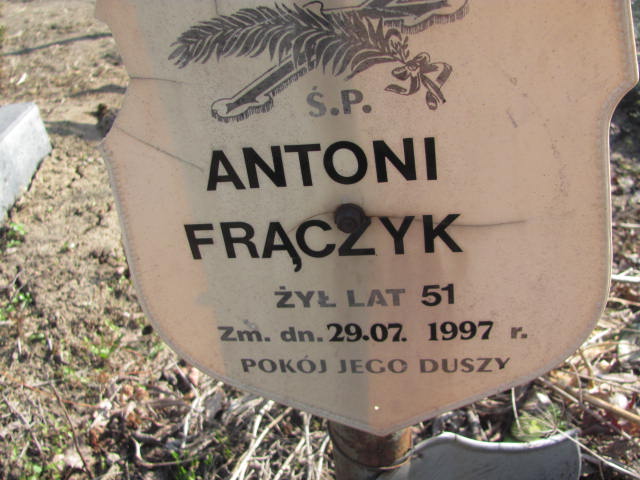 Ś.P.
ANTONI
FRĄCZYK
ŻYŁ LAT 51
Zm. dn. 29.07. 1997 r.
POKÓJ JEGO DUSZY